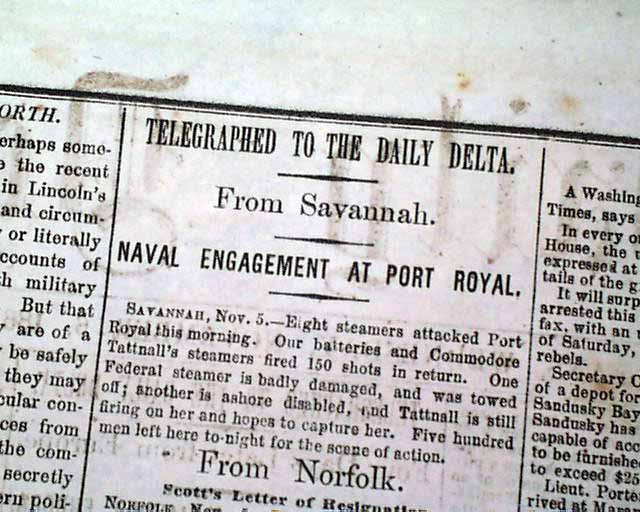 ORTH.
erhaps some-
e the recent
in Lincoln's
and circum-
y or literally
ccounts of
th military
But that
y are of a
y be safely
they may
cular con-
ces from
the com-
secretly
ern poli-
TELEGRAPHED TO THE DAILY DELTA.
From Savannah.
NAVAL ENGAGEMENT AT PORT ROYAL.
SAVANNAH, Nov. 5.—Eight steamers attacked Port
Royal this morning. Our batteries and Commodore
Tattnall's steamers fired 150 shots in return. One
Federal steamer is badly damaged, and was towed
off; another is ashore disabled, and Tattnall is still
firing on her and hopes to capture her. Five hundred
men left here to-night for the scene of action.
From Norfolk.
Scott's Letter of Resignation
NORFOLK, Nov. 5
A Washing
Times, says
In every o
House, the u
expressed at
tails of the g
It will surp
arrested this
fax, with an
of Saturday,
rebels.
Secretary C
of a depot for
Sandusky Bay
Sandusky has
capable of acc
to be furnishe
to exceed $25
Lieut. Porte
rived at Mara